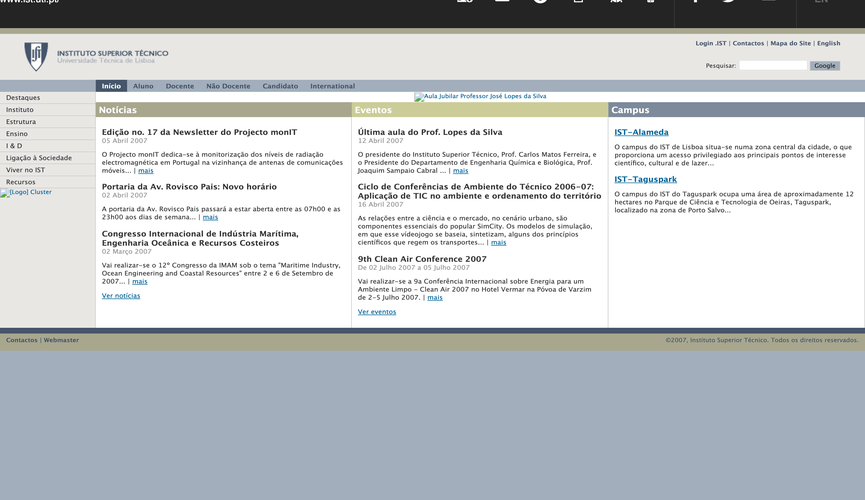 www.ist.utl.pt/
EN
INSTITUTO SUPERIOR TÉCNICO
Universidade Técnica de Lisboa
Login .IST | Contactos | Mapa do Site | English
Pesquisar:
Google
Início Aluno Docente Não Docente Candidato International
Destaques
Instituto
Estrutura
Ensino
I & D
Ligação à Sociedade
Viver no IST
Recursos
[Logo] Cluster
Aula Jubilar Professor José Lopes da Silva
Notícias
Edição no. 17 da Newsletter do Projecto monIT
05 Abril 2007
O Projecto monIT dedica-se à monitorização dos níveis de radiação
electromagnética em Portugal na vizinhança de antenas de comunicações
móveis... | mais
Portaria da Av. Rovisco Pais: Novo horário
02 Abril 2007
A portaria da Av. Rovisco Pais passará a estar aberta entre as 07h00 e as
23h00 aos dias de semana... | mais
Congresso Internacional de Indústria Marítima,
Engenharia Oceânica e Recursos Costeiros
02 Março 2007
Vai realizar-se o 12º Congresso da IMAM sob o tema "Maritime Industry,
Ocean Engineering and Coastal Resources" entre 2 e 6 de Setembro de
2007... | mais
Ver notícias
Eventos
Última aula do Prof. Lopes da Silva
12 Abril 2007
O presidente do Instituto Superior Técnico, Prof. Carlos Matos Ferreira, e
o Presidente do Departamento de Engenharia Química e Biológica, Prof.
Joaquim Sampaio Cabral ... | mais
Ciclo de Conferências de Ambiente do Técnico 2006-07:
Aplicação de TIC no ambiente e ordenamento do território
16 Abril 2007
As relações entre a ciência e o mercado, no cenário urbano, são
componentes essenciais do popular SimCity. Os modelos de simulação,
em que esse videojogo se baseia, sintetizam, alguns dos princípios
científicos que regem os transportes... | mais
9th Clean Air Conference 2007
De 02 Julho 2007 a 05 Julho 2007
Vai realizar-se a 9a Conferência Internacional sobre Energia para um
Ambiente Limpo - Clean Air 2007 no Hotel Vermar na Póvoa de Varzim
de 2-5 Julho 2007. | mais
Ver eventos
Campus
IST-Alameda
O campus do IST de Lisboa situa-se numa zona central da cidade, o que
proporciona um acesso privilegiado aos principais pontos de interesse
científico, cultural e de lazer...
IST-Taguspark
O campus do IST do Taguspark ocupa uma área de aproximadamente 12
hectares no Parque de Ciência e Tecnologia de Oeiras, Taguspark,
localizado na zona de Porto Salvo...
Contactos | Webmaster
©2007, Instituto Superior Técnico. Todos os direitos reservados.